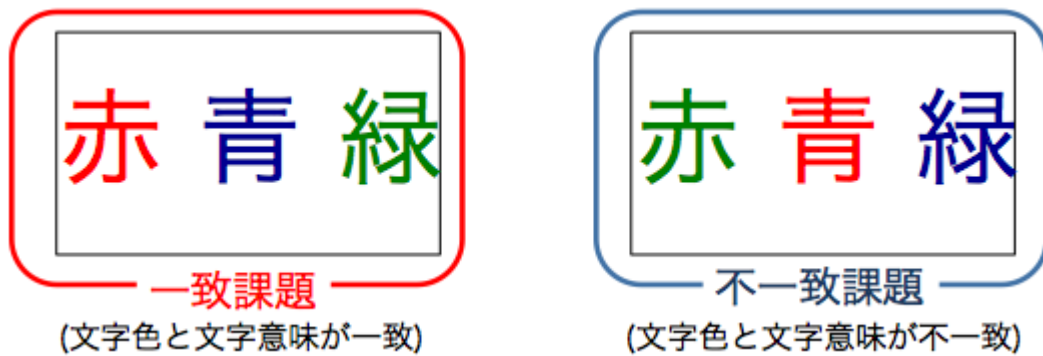 赤 青 緑
一致課題
(文字色と文字意味が一致)
赤 青 緑
不一致課題
(文字色と文字意味が不一致)